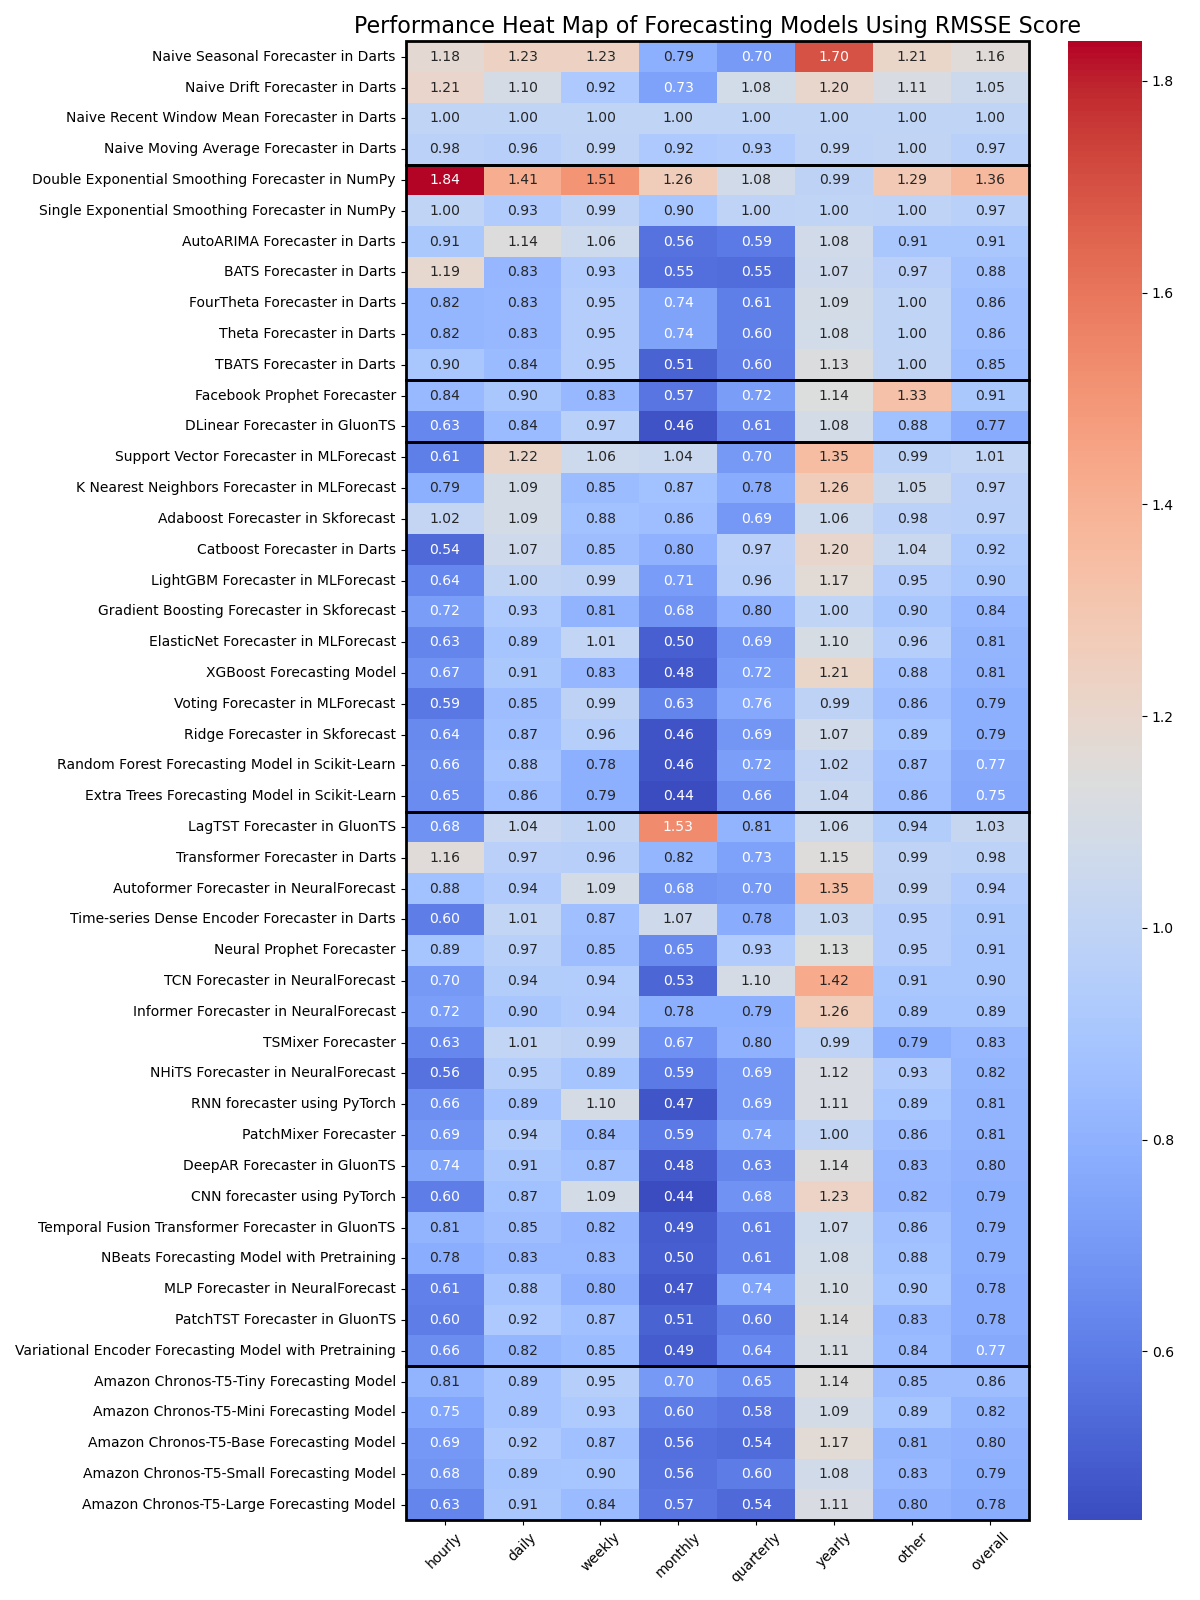 Performance Heat Map of Forecasting Models Using RMSSE Score
Naive Seasonal Forecaster in Darts 1.18 1.23 1.23 0.79 0.70 1.70 1.21 1.16
Naive Drift Forecaster in Darts 1.21 1.10 0.92 0.73 1.08 1.20 1.11 1.05
Naive Recent Window Mean Forecaster in Darts 1.00 1.00 1.00 1.00 1.00 1.00 1.00 1.00
Naive Moving Average Forecaster in Darts 0.98 0.96 0.99 0.92 0.93 0.99 1.00 0.97
Double Exponential Smoothing Forecaster in NumPy 1.84 1.41 1.51 1.26 1.08 0.99 1.29 1.36
Single Exponential Smoothing Forecaster in NumPy 1.00 0.93 0.99 0.90 1.00 1.00 1.00 0.97
AutoARIMA Forecaster in Darts 0.91 1.14 1.06 0.56 0.59 1.08 0.91 0.91
BATS Forecaster in Darts 1.19 0.83 0.93 0.55 0.55 1.07 0.97 0.88
FourTheta Forecaster in Darts 0.82 0.83 0.95 0.74 0.61 1.09 1.00 0.86
Theta Forecaster in Darts 0.82 0.83 0.95 0.74 0.60 1.08 1.00 0.86
TBATS Forecaster in Darts 0.90 0.84 0.95 0.51 0.60 1.13 1.00 0.85
Facebook Prophet Forecaster 0.84 0.90 0.83 0.57 0.72 1.14 1.33 0.91
DLinear Forecaster in GluonTS 0.63 0.84 0.97 0.46 0.61 1.08 0.88 0.77
Support Vector Forecaster in MLForecast 0.61 1.22 1.06 1.04 0.70 1.35 0.99 1.01
K Nearest Neighbors Forecaster in MLForecast 0.79 1.09 0.85 0.87 0.78 1.26 1.05 0.97
Adaboost Forecaster in Skforecast 1.02 1.09 0.88 0.86 0.69 1.06 0.98 0.97
Catboost Forecaster in Darts 0.54 1.07 0.85 0.80 0.97 1.20 1.04 0.92
LightGBM Forecaster in MLForecast 0.64 1.00 0.99 0.71 0.96 1.17 0.95 0.90
Gradient Boosting Forecaster in Skforecast 0.72 0.93 0.81 0.68 0.80 1.00 0.90 0.84
ElasticNet Forecaster in MLForecast 0.63 0.89 1.01 0.50 0.69 1.10 0.96 0.81
XGBoost Forecasting Model 0.67 0.91 0.83 0.48 0.72 1.21 0.88 0.81
Voting Forecaster in MLForecast 0.59 0.85 0.99 0.63 0.76 0.99 0.86 0.79
Ridge Forecaster in Skforecast 0.64 0.87 0.96 0.46 0.69 1.07 0.89 0.79
Random Forest Forecasting Model in Scikit-Learn 0.66 0.88 0.78 0.46 0.72 1.02 0.87 0.77
Extra Trees Forecasting Model in Scikit-Learn 0.65 0.86 0.79 0.44 0.66 1.04 0.86 0.75
LagTST Forecaster in GluonTS 0.68 1.04 1.00 1.53 0.81 1.06 0.94 1.03
Transformer Forecaster in Darts 1.16 0.97 0.96 0.82 0.73 1.15 0.99 0.98
Autoformer Forecaster in NeuralForecast 0.88 0.94 1.09 0.68 0.70 1.35 0.99 0.94
Time-series Dense Encoder Forecaster in Darts 0.60 1.01 0.87 1.07 0.78 1.03 0.95 0.91
Neural Prophet Forecaster 0.89 0.97 0.85 0.65 0.93 1.13 0.95 0.91
TCN Forecaster in NeuralForecast 0.70 0.94 0.94 0.53 1.10 1.42 0.91 0.90
Informer Forecaster in NeuralForecast 0.72 0.90 0.94 0.78 0.79 1.26 0.89 0.89
TSMixer Forecaster 0.63 1.01 0.99 0.67 0.80 0.99 0.79 0.83
NHiTS Forecaster in NeuralForecast 0.56 0.95 0.89 0.59 0.69 1.12 0.93 0.82
RNN forecaster using PyTorch 0.66 0.89 1.10 0.47 0.69 1.11 0.89 0.81
PatchMixer Forecaster 0.69 0.94 0.84 0.59 0.74 1.00 0.86 0.81
DeepAR Forecaster in GluonTS 0.74 0.91 0.87 0.48 0.63 1.14 0.83 0.80
CNN forecaster using PyTorch 0.60 0.87 1.09 0.44 0.68 1.23 0.82 0.79
Temporal Fusion Transformer Forecaster in GluonTS 0.81 0.85 0.82 0.49 0.61 1.07 0.86 0.79
NBeats Forecasting Model with Pretraining 0.78 0.83 0.83 0.50 0.61 1.08 0.88 0.79
MLP Forecaster in NeuralForecast 0.61 0.88 0.80 0.47 0.74 1.10 0.90 0.78
PatchTST Forecaster in GluonTS 0.60 0.92 0.87 0.51 0.60 1.14 0.83 0.78
Variational Encoder Forecasting Model with Pretraining 0.66 0.82 0.85 0.49 0.64 1.11 0.84 0.77
Amazon Chronos-T5-Tiny Forecasting Model 0.81 0.89 0.95 0.70 0.65 1.14 0.85 0.86
Amazon Chronos-T5-Mini Forecasting Model 0.75 0.89 0.93 0.60 0.58 1.09 0.89 0.82
Amazon Chronos-T5-Base Forecasting Model 0.69 0.92 0.87 0.56 0.54 1.17 0.81 0.80
Amazon Chronos-T5-Small Forecasting Model 0.68 0.89 0.90 0.56 0.60 1.08 0.83 0.79
Amazon Chronos-T5-Large Forecasting Model 0.63 0.91 0.84 0.57 0.54 1.11 0.80 0.78
hourly daily weekly monthly quarterly yearly other overall
1.8
1.6
1.4
1.2
1.0
0.8
0.6